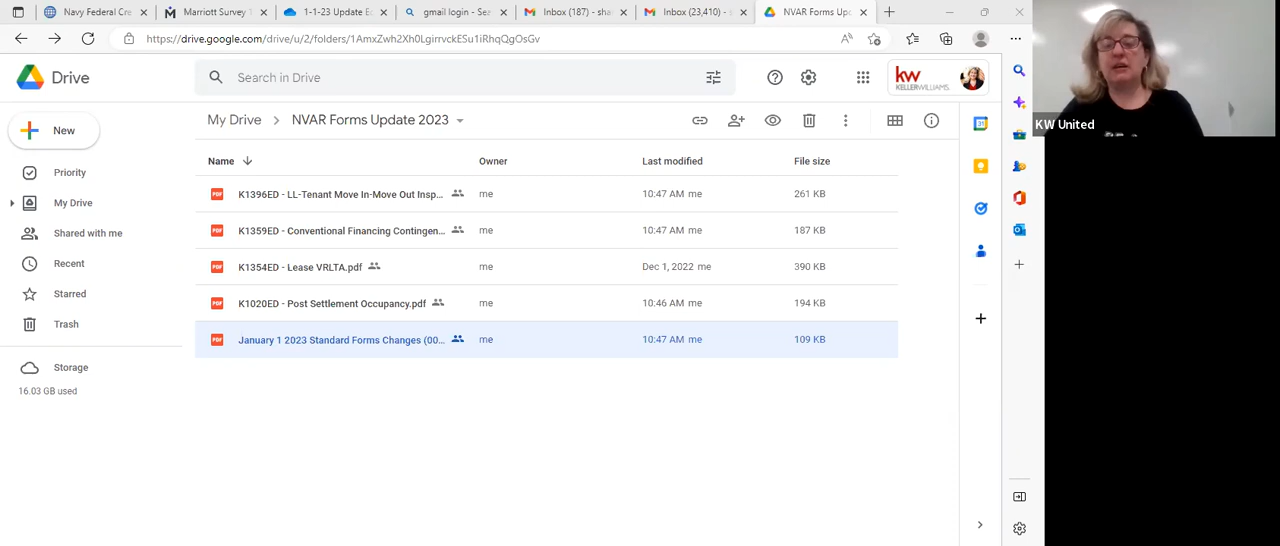 Navy Federal Cre
Marriott Survey
1-1-23 Update E
gmail login - Sea
Inbox (187) - sha
Inbox (23,410) - s
NVAR Forms Up
https://drive.google.com/drive/u/2/folders/1AmxZwh2Xh0LgirrvckESu1iRhqQgOsGv
Drive
Search in Drive
kw
KELLERWILLIAMS.
New
My Drive
NVAR Forms Update 2023
Name
Owner
Last modified
File size
Priority
My Drive
Shared with me
Recent
Starred
Trash
Storage
16.03 GB used
K1396ED - LL-Tenant Move In-Move Out Insp...
me
10:47 AM me
261 KB
K1359ED - Conventional Financing Contingen...
me
10:47 AM me
187 KB
K1354ED - Lease VRLTA.pdf
me
Dec 1, 2022 me
390 KB
K1020ED - Post Settlement Occupancy.pdf
me
10:46 AM me
194 KB
January 1 2023 Standard Forms Changes (00...
me
10:47 AM me
109 KB
KW United